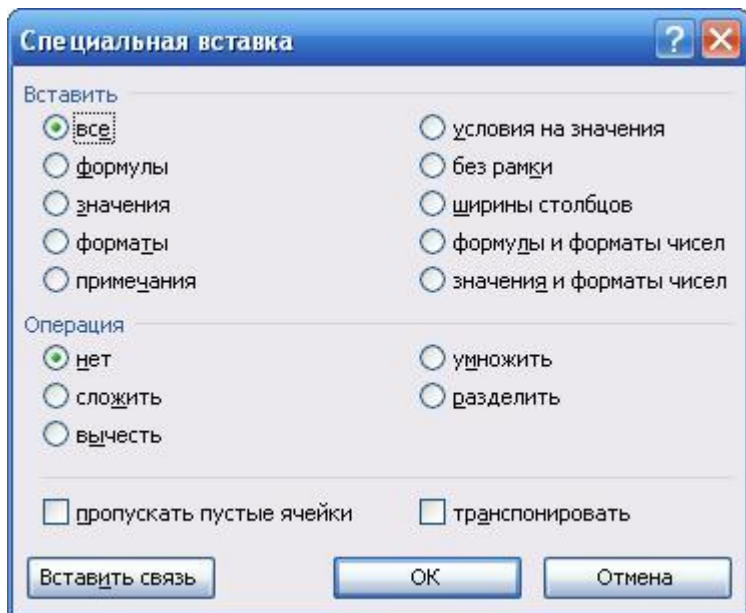 Специальная вставка
Вставить
все
условия на значения
формулы
без рамки
значения
ширины столбцов
форматы
формулы и форматы чисел
примечания
значения и форматы чисел
Операция
нет
умножить
сложить
разделить
вычесть
пропускать пустые ячейки
транспонировать
Вставить связь
ОК
Отмена